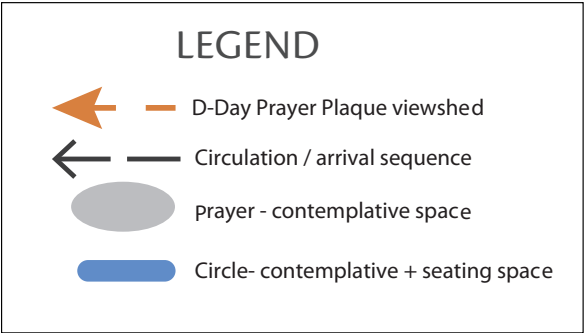 LEGEND
D-Day Prayer Plaque viewshed
Circulation / arrival sequence
Prayer - contemplative space
Circle- contemplative + seating space